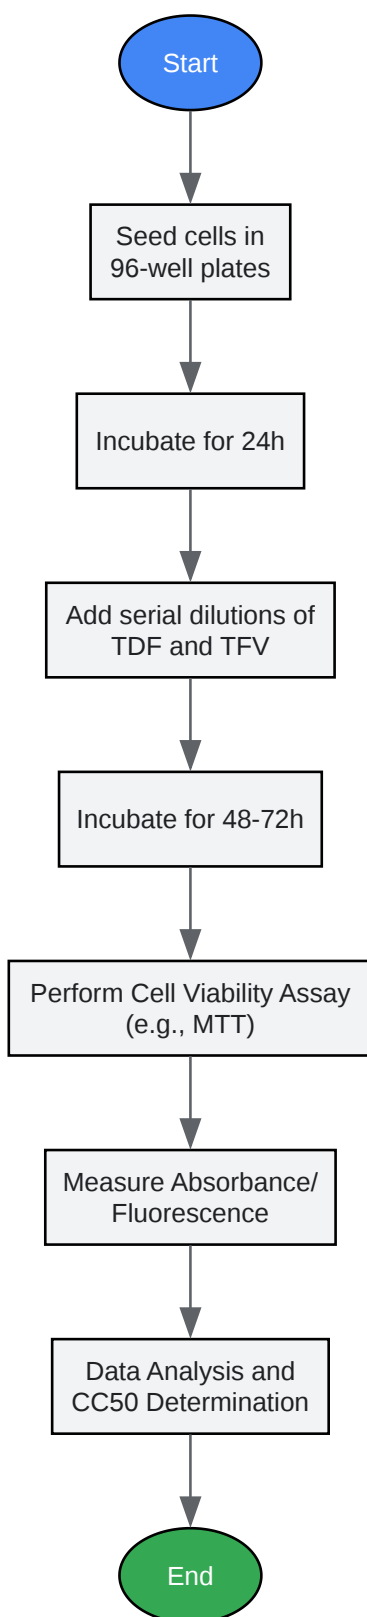 Start
Seed cells in
96-well plates
Incubate for 24h
Add serial dilutions of
TDF and TFV
Incubate for 48-72h
Perform Cell Viability Assay
(e.g., MTT)
Measure Absorbance/
Fluorescence
Data Analysis and
CC50 Determination
End